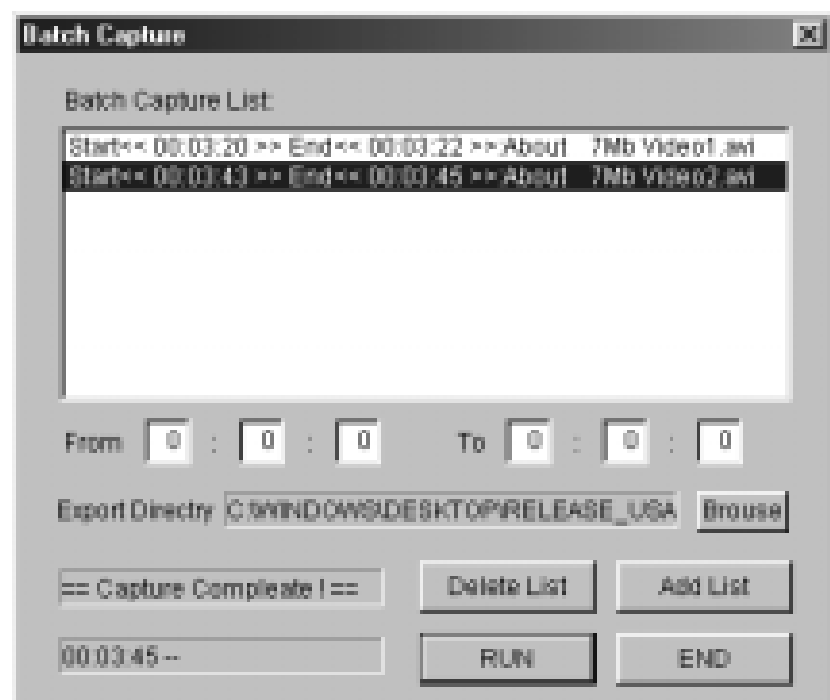 Batch Capture
Batch Capture List:
Start<< 00:03:20 >> End<< 00:03:22 >>:About 7Mb Video1.avi
Start<< 00:03:43 >> End<< 00:03:45 >>:About 7Mb Video2.avi
From 0 : 0 : 0 To 0 : 0 : 0
Export Directry C:\WINDOWS\DESKTOP\RELEASE_USA Brouse
== Capture Compleate ! == Delete List Add List
00:03:45 -- RUN END